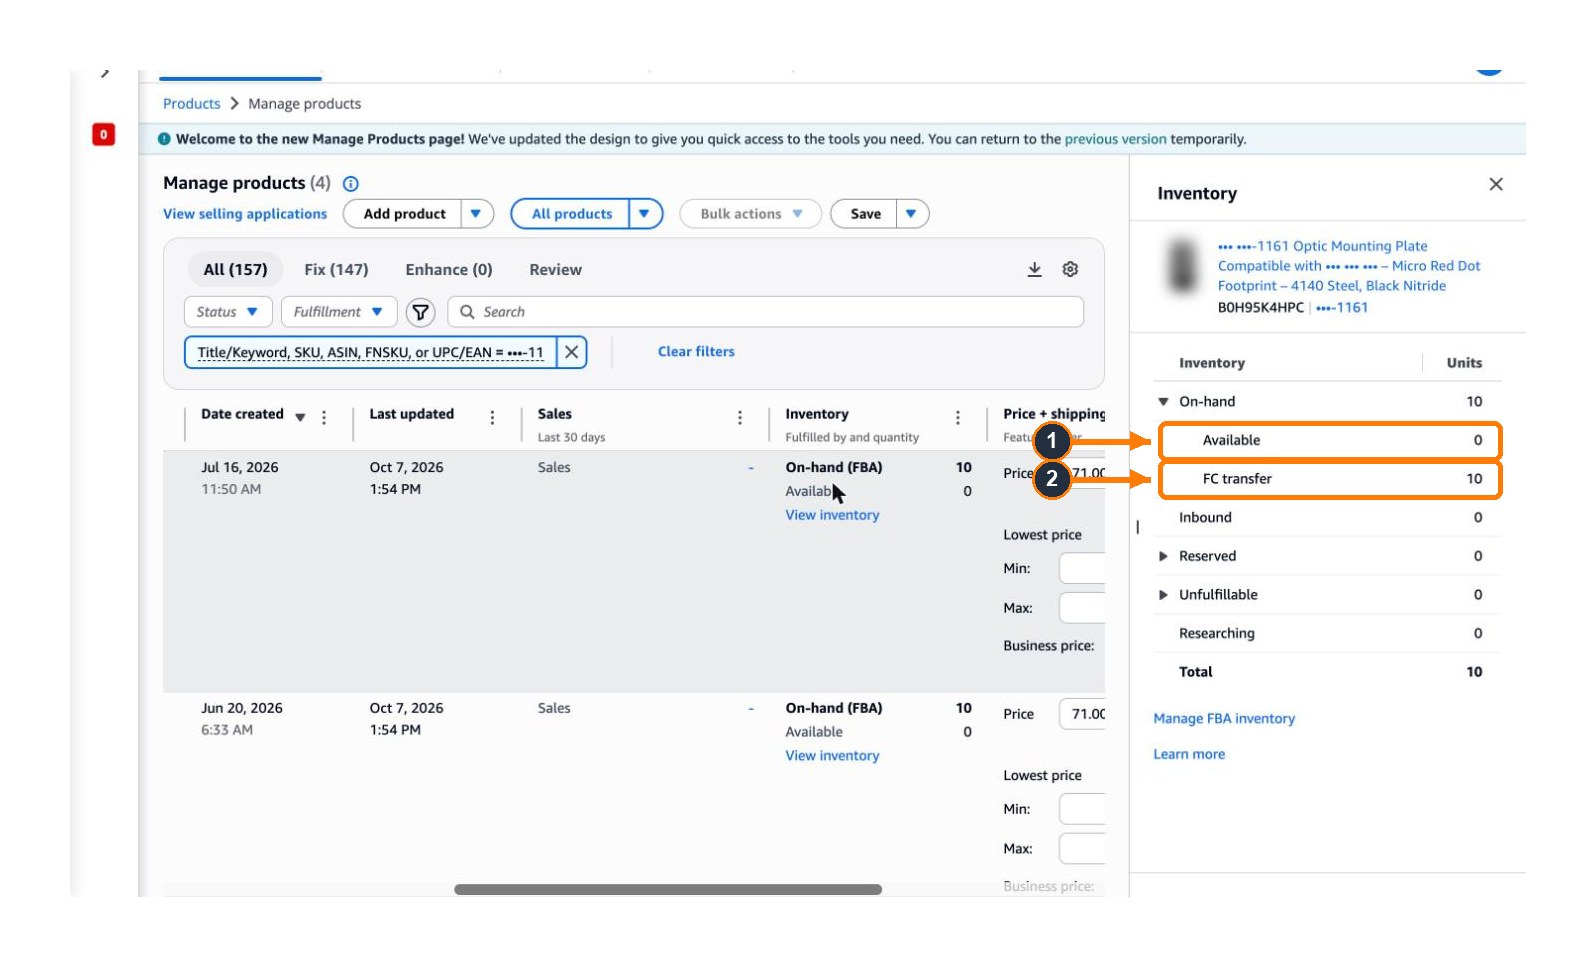 Products > Manage products
0
Welcome to the new Manage Products page! We've updated the design to give you quick access to the tools you need. You can return to the previous version temporarily.
Manage products (4)
View selling applications
Add product
All products
Bulk actions
Save
All (157)
Fix (147)
Enhance (0)
Review
Status
Fulfillment
Search
Title/Keyword, SKU, ASIN, FNSKU, or UPC/EAN = •••-11
Clear filters
Date created
Last updated
Sales
Last 30 days
Inventory
Fulfilled by and quantity
Price + shipping
Jul 16, 2026
11:50 AM
Oct 7, 2026
1:54 PM
Sales
-
On-hand (FBA) 10
Available 0
View inventory
Price 71.00
Lowest price
Min:
Max:
Business price:
Jun 20, 2026
6:33 AM
Oct 7, 2026
1:54 PM
Sales
-
On-hand (FBA) 10
Available 0
View inventory
Price 71.00
Lowest price
Min:
Max:
Business price:
Inventory
••• •••-1161 Optic Mounting Plate
Compatible with ••• ••• ••• – Micro Red Dot
Footprint – 4140 Steel, Black Nitride
B0H95K4HPC | •••-1161
Inventory Units
On-hand 10
1
Available 0
2
FC transfer 10
Inbound 0
Reserved 0
Unfulfillable 0
Researching 0
Total 10
Manage FBA inventory
Learn more